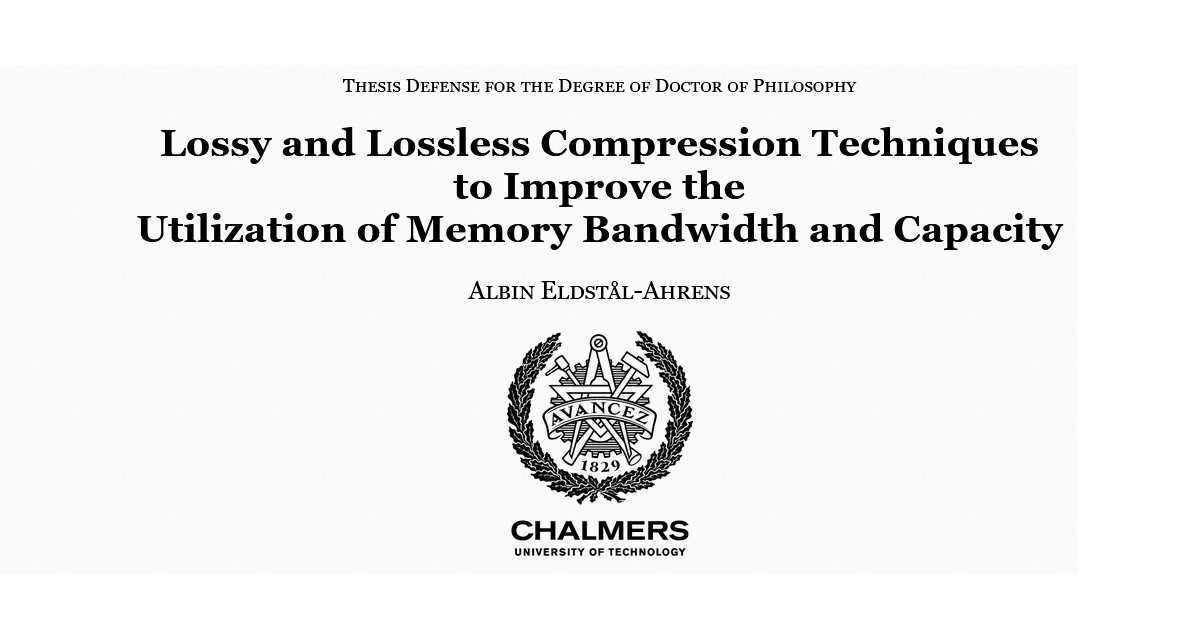 Thesis Defense for the Degree of Doctor of Philosophy
Lossy and Lossless Compression Techniques
to Improve the
Utilization of Memory Bandwidth and Capacity
Albin Eldstål-Ahrens
AVANCEZ
1829
CHALMERS
UNIVERSITY OF TECHNOLOGY